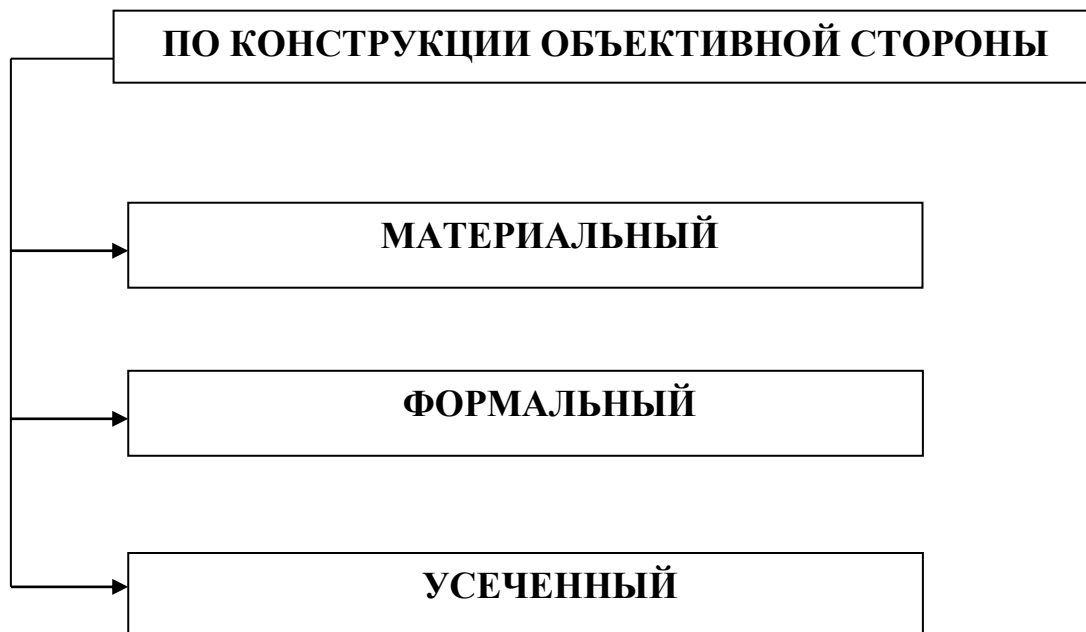 ПО КОНСТРУКЦИИ ОБЪЕКТИВНОЙ СТОРОНЫ
МАТЕРИАЛЬНЫЙ
ФОРМАЛЬНЫЙ
УСЕЧЕННЫЙ